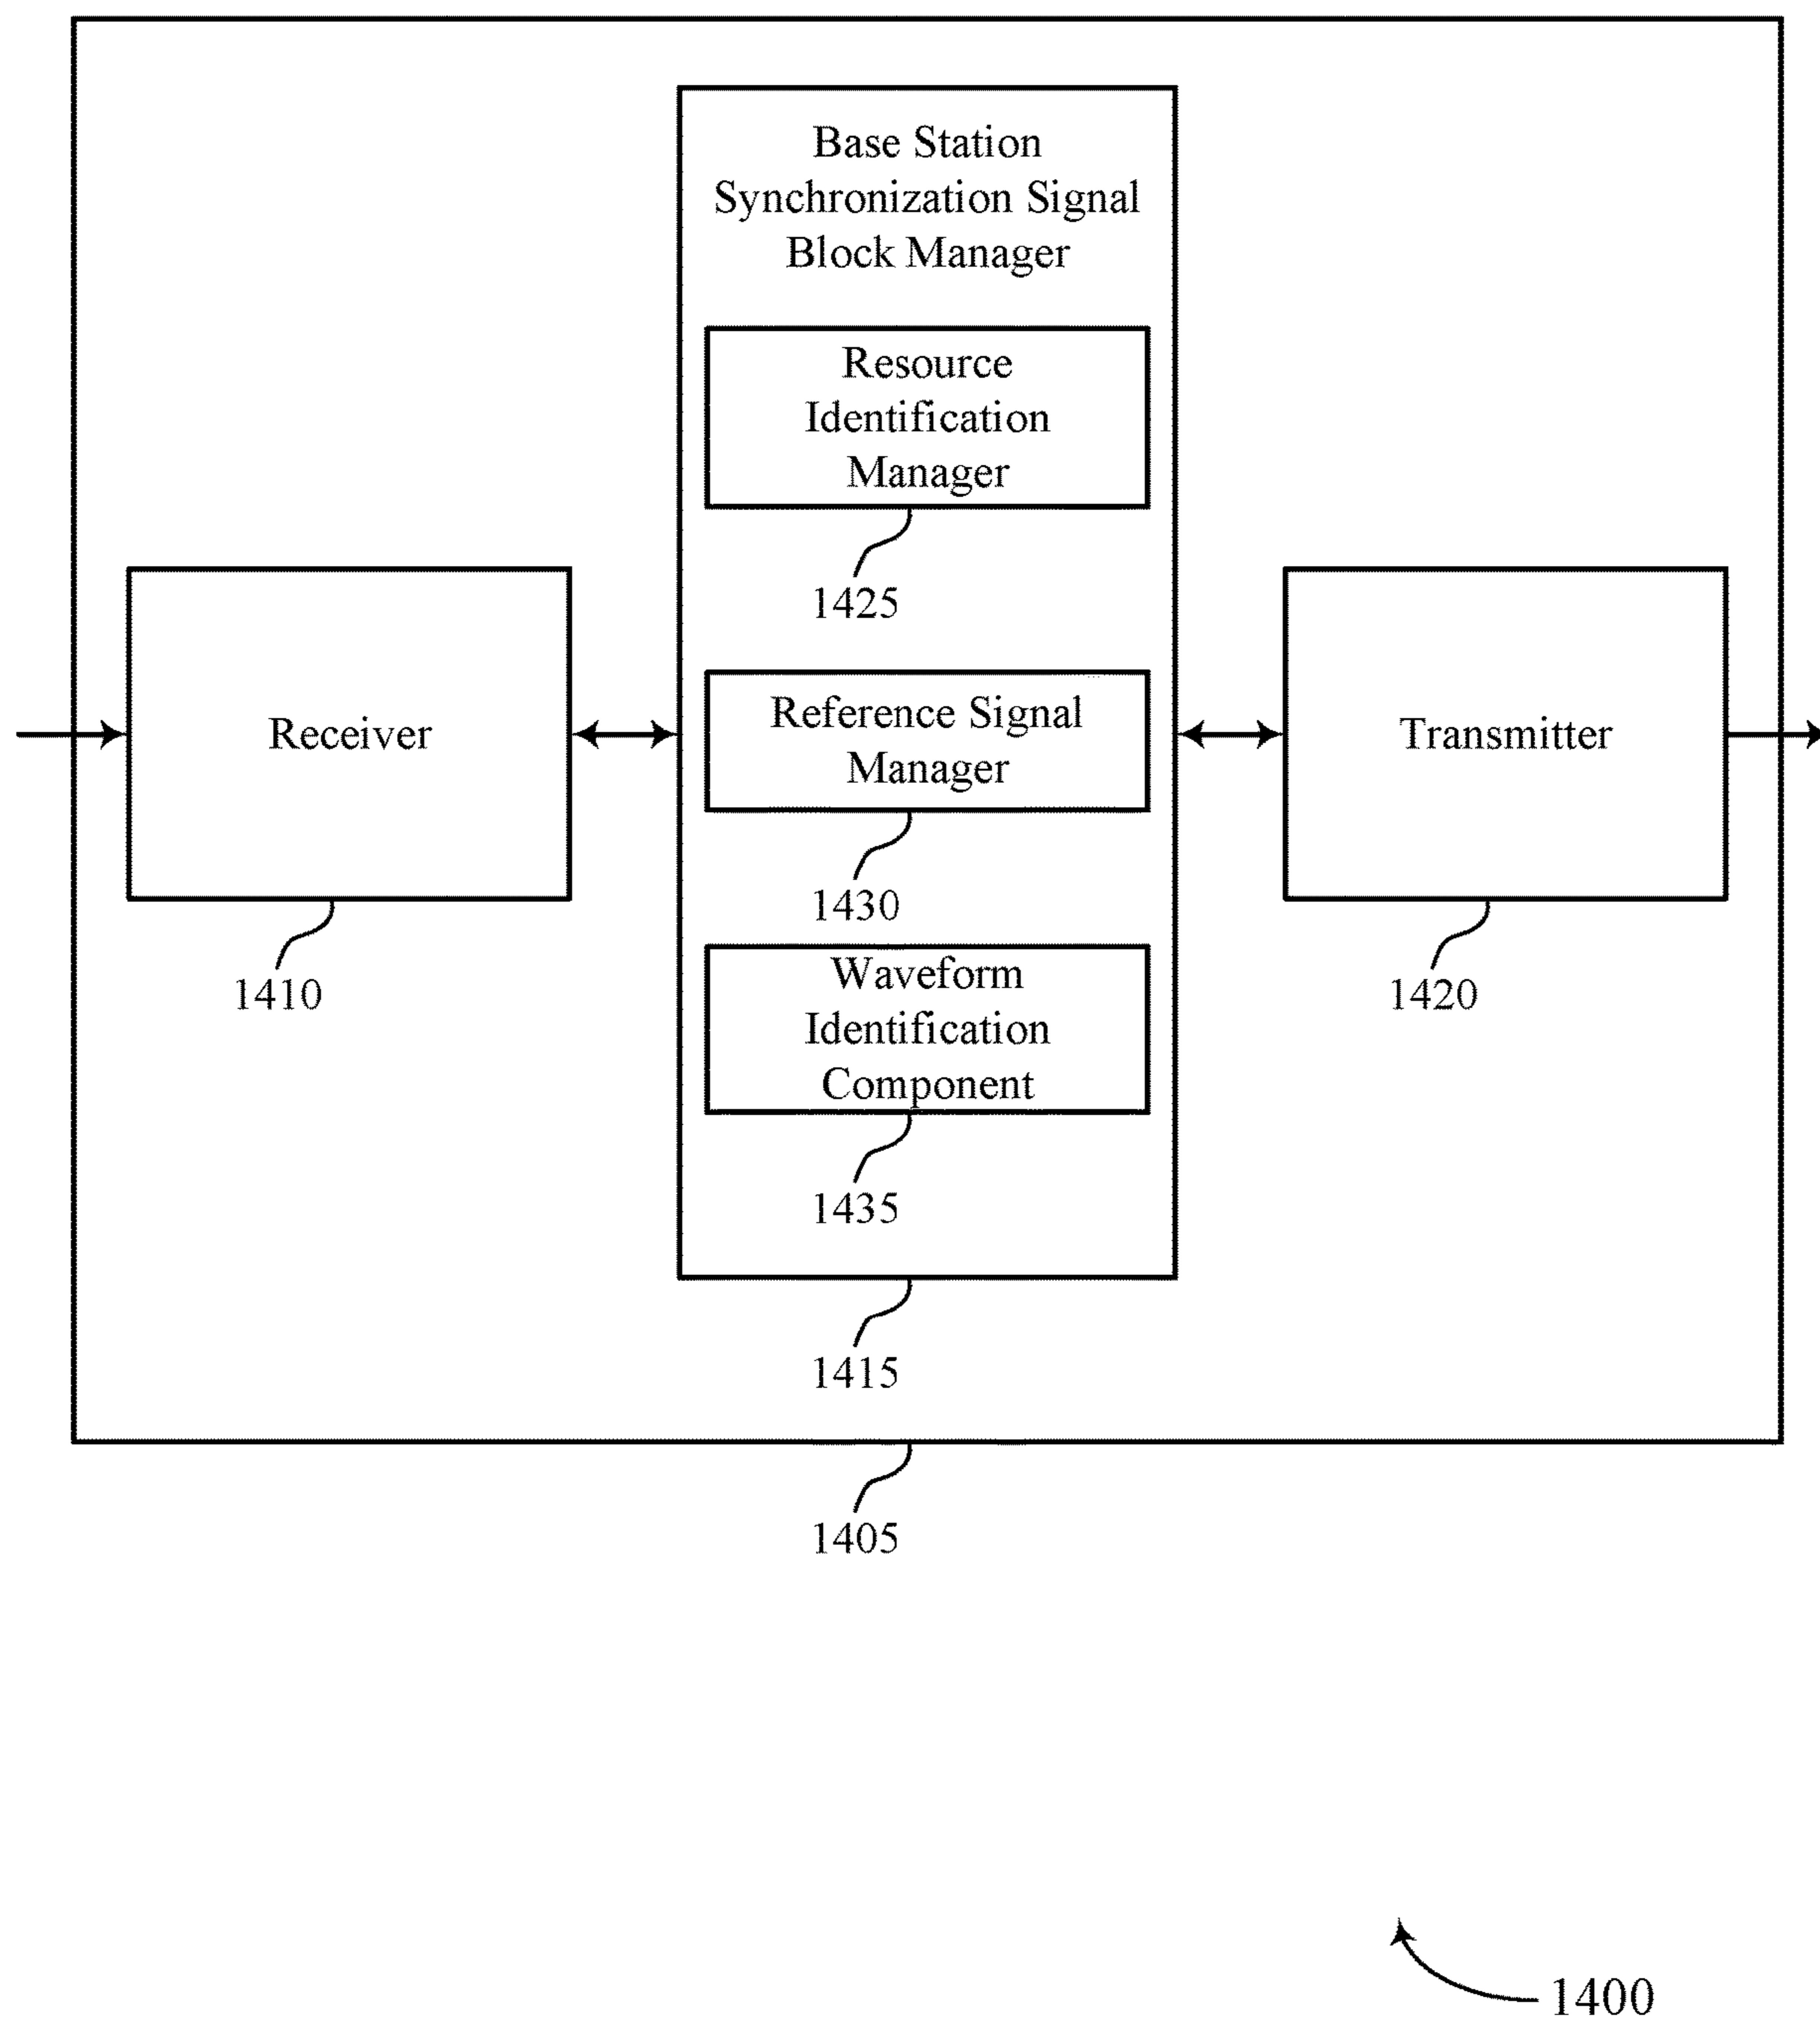 Base Station
Synchronization Signal
Block Manager
Resource
Identification
Manager
1425
Receiver
1410
Reference Signal
Manager
1430
Transmitter
1420
Waveform
Identification
Component
1435
1415
1405
1400